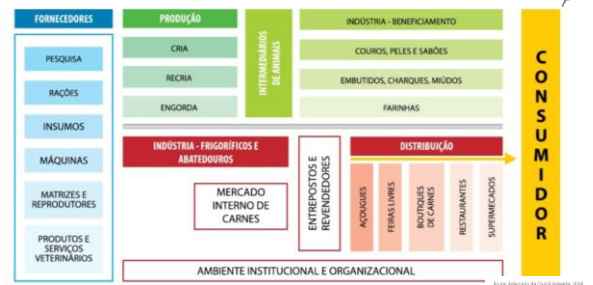 FORNECEDORES
PESQUISA
RAÇÕES
INSUMOS
MÁQUINAS
MATRIZES E
REPRODUTORES
PRODUTOS E
SERVIÇOS
VETERINÁRIOS
PRODUÇÃO
CRIA
RECRIA
ENGORDA
INTERMEDIÁRIOS
DE ANIMAIS
INDÚSTRIA - BENEFICIAMENTO
COUROS, PELES E SABÕES
EMBUTIDOS, CHARQUES, MIÚDOS
FARINHAS
INDÚSTRIA - FRIGORÍFICOS E
ABATEDOUROS
MERCADO
INTERNO DE
CARNES
ENTREPOSTOS E
REVENDEDORES
DISTRIBUIÇÃO
AÇOUGUES
FEIRAS LIVRES
BOUTIQUES
DE CARNES
RESTAURANTES
SUPERMECADOS
CONSUMIDOR
AMBIENTE INSTITUCIONAL E ORGANIZACIONAL